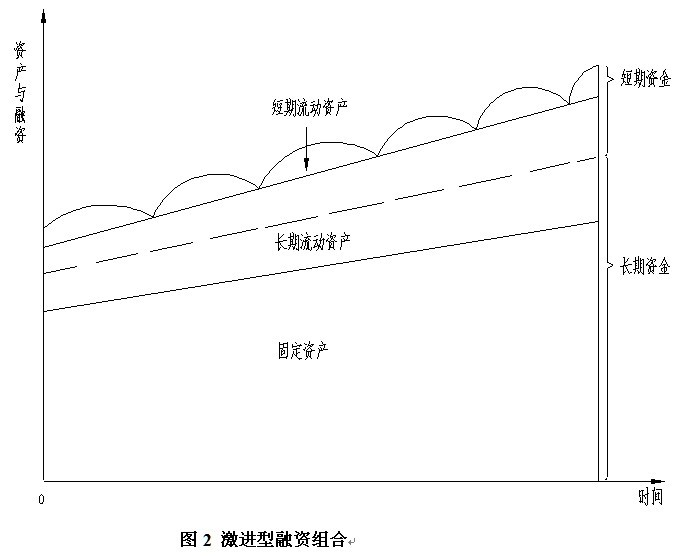 资产与融资
短期流动资产
短期资金
长期流动资产
长期资金
固定资产
0
时间
图 2 激进型融资组合